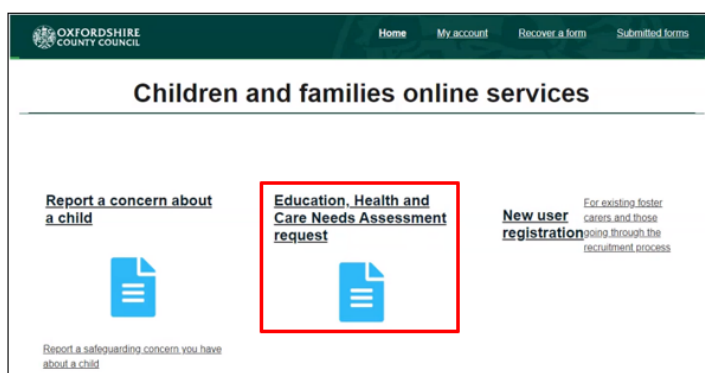 OXFORDSHIRE
COUNTY COUNCIL
Home My account Recover a form Submitted forms
Children and families online services
Report a concern about
a child
Report a safeguarding concern you have
about a child
Education, Health and
Care Needs Assessment
request
New user
registration
For existing foster
carers and those
going through the
recruitment process